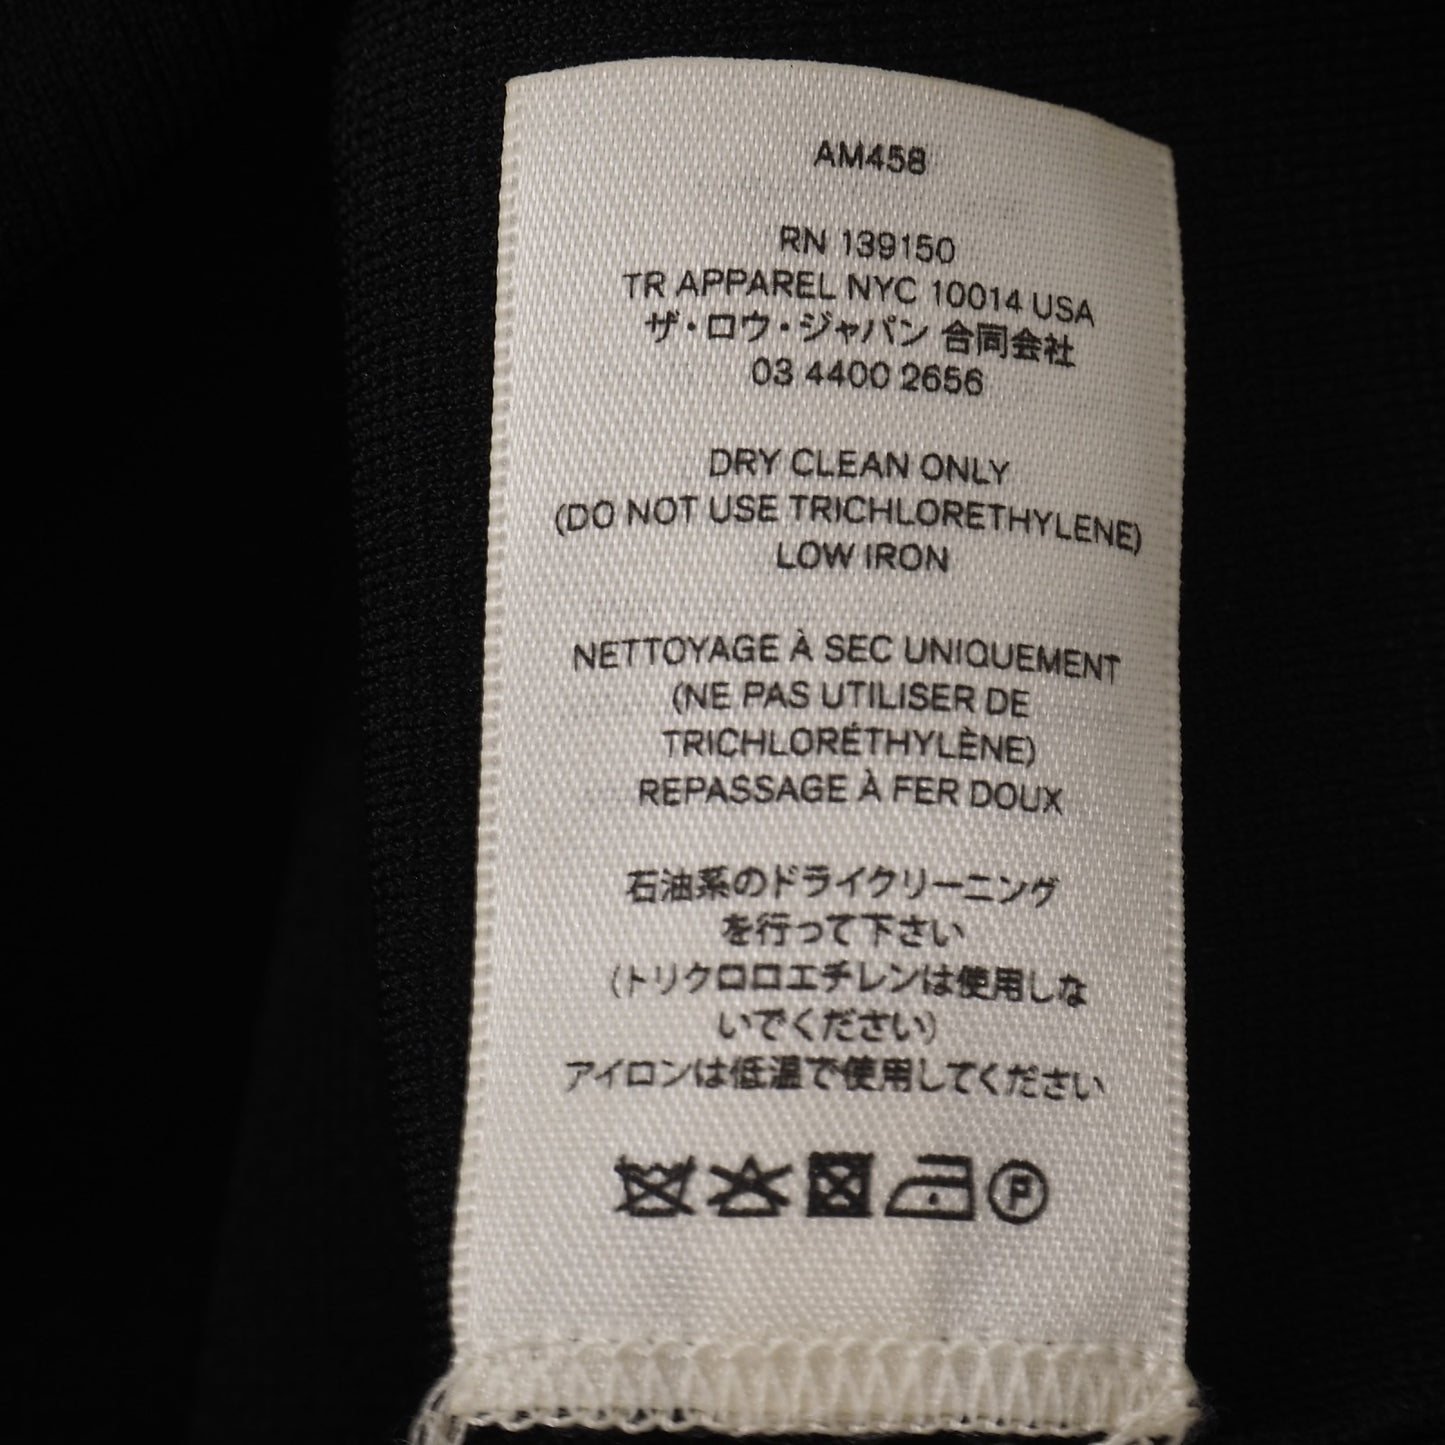 AM458
RN 139150
TR APPAREL NYC 10014 USA
ザ・ロウ・ジャパン 合同会社
03 4400 2656
DRY CLEAN ONLY
(DO NOT USE TRICHLORETHYLENE)
LOW IRON
NETTOYAGE À SEC UNIQUEMENT
(NE PAS UTILISER DE
TRICHLORÉTHYLÈNE)
REPASSAGE À FER DOUX
石油系のドライクリーニング
を行って下さい
(トリクロロエチレンは使用しな
いでください)
アイロンは低温で使用してください
P